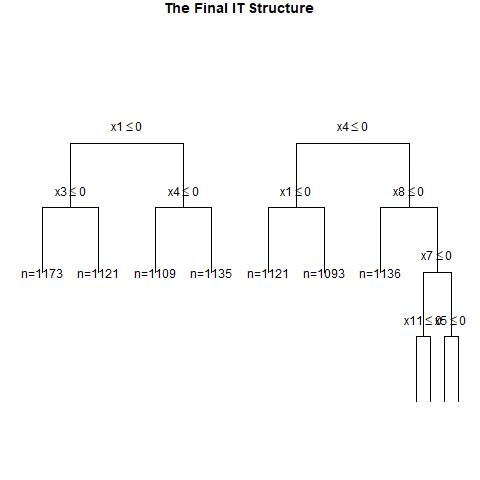 The Final IT Structure
x1 ≤ 0 x4 ≤ 0
x3 ≤ 0 x4 ≤ 0 x1 ≤ 0 x8 ≤ 0
x7 ≤ 0
n=1173 n=1121 n=1109 n=1135 n=1121 n=1093 n=1136
x11 ≤ 0 x5 ≤ 0